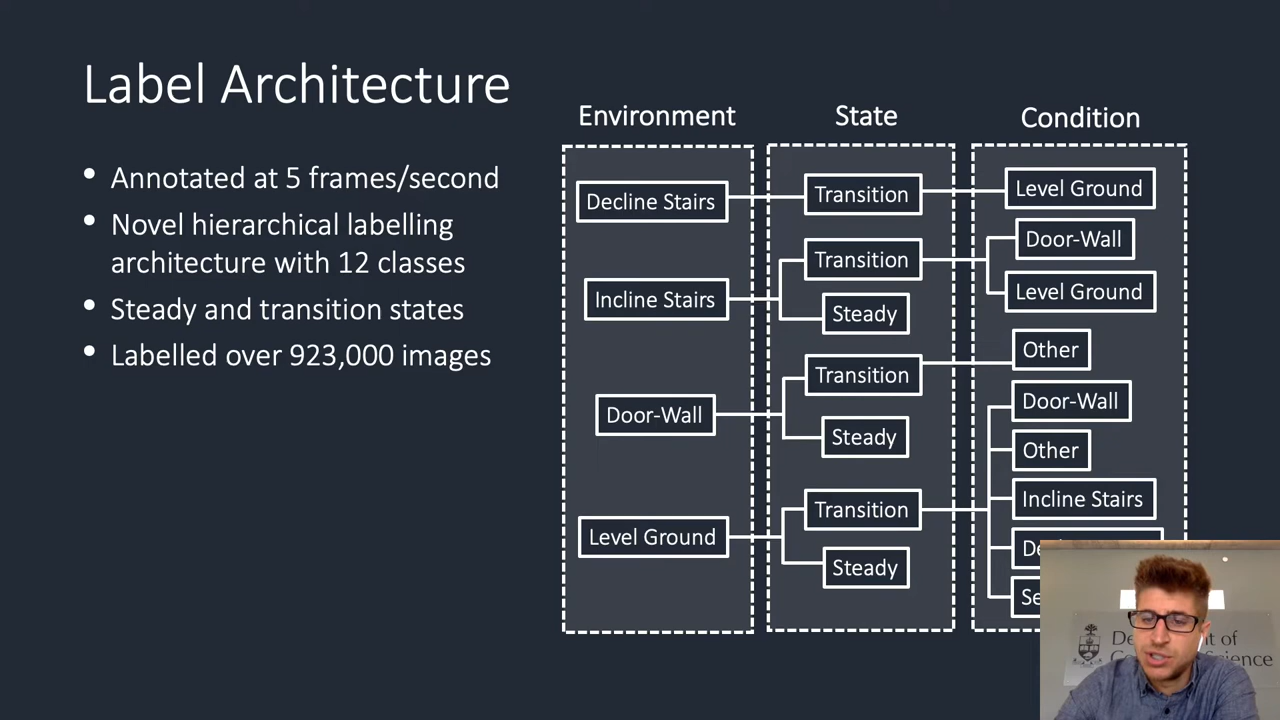 Label Architecture
• Annotated at 5 frames/second
• Novel hierarchical labelling
architecture with 12 classes
• Steady and transition states
• Labelled over 923,000 images
Environment
State
Condition
Decline Stairs
Transition
Level Ground
Incline Stairs
Transition
Door-Wall
Level Ground
Steady
Door-Wall
Transition
Other
Steady
Level Ground
Transition
Door-Wall
Other
Incline Stairs
Steady
of
Science